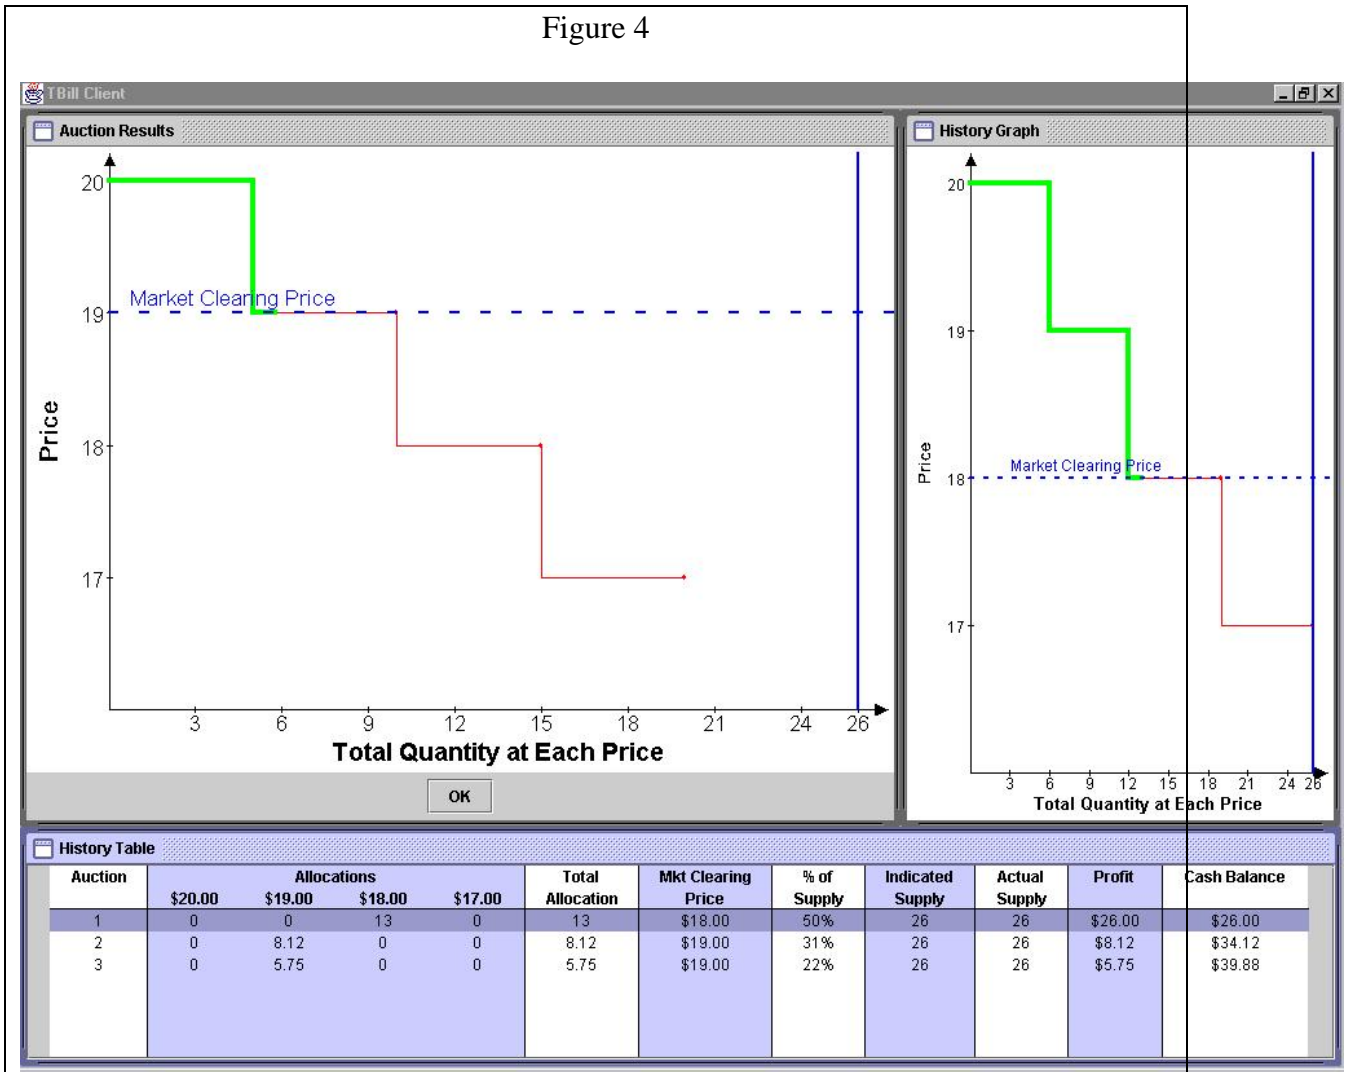 Figure 4
TBill Client
Auction Results
20
Market Clearing Price
19
18
17
Price
3 6 9 12 15 18 21 24 26
Total Quantity at Each Price
OK
History Graph
20
19
Market Clearing Price
18
17
Price
3 6 9 12 15 18 21 24 26
Total Quantity at Each Price
History Table
Auction Allocations Total Mkt Clearing % of Indicated Actual Profit Cash Balance
$20.00 $19.00 $18.00 $17.00 Allocation Price Supply Supply Supply
1 0 0 13 0 13 $18.00 50% 26 26 $26.00 $26.00
2 0 8.12 0 0 8.12 $19.00 31% 26 26 $8.12 $34.12
3 0 5.75 0 0 5.75 $19.00 22% 26 26 $5.75 $39.88